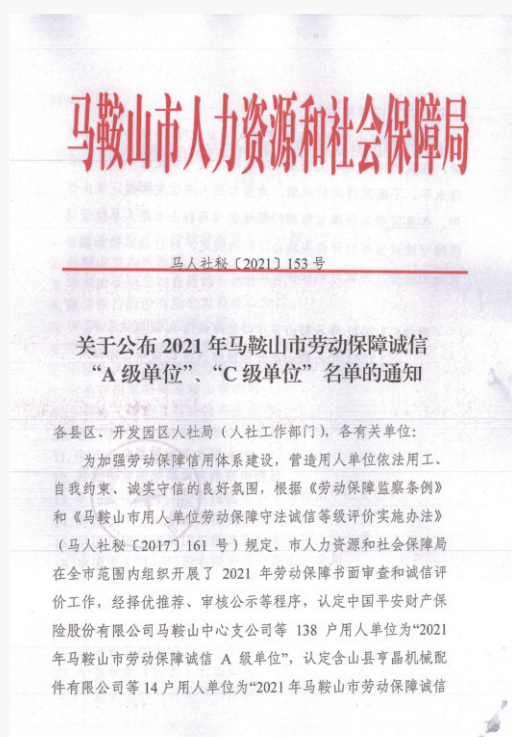 马鞍山市人力资源和社会保障局
马人社秘〔2021〕153号
关于公布 2021 年马鞍山市劳动保障诚信
“A 级单位”、“C 级单位” 名单的通知
各县区、开发园区人社局（人社工作部门），各有关单位：
为加强劳动保障信用体系建设，营造用人单位依法用工、
自我约束、诚实守信的良好氛围，根据《劳动保障监察条例》
和《马鞍山市用人单位劳动保障守法诚信等级评价实施办法》
（马人社秘〔2017〕161 号）规定，市人力资源和社会保障局
在全市范围内组织开展了 2021 年劳动保障书面审查和诚信评
价工作，经择优推荐、审核公示等程序，认定中国平安财产保
险股份有限公司马鞍山中心支公司等 138 户用人单位为“2021
年马鞍山市劳动保障诚信 A 级单位”，认定含山县亨晶机械配
件有限公司等 14 户用人单位为“2021 年马鞍山市劳动保障诚信